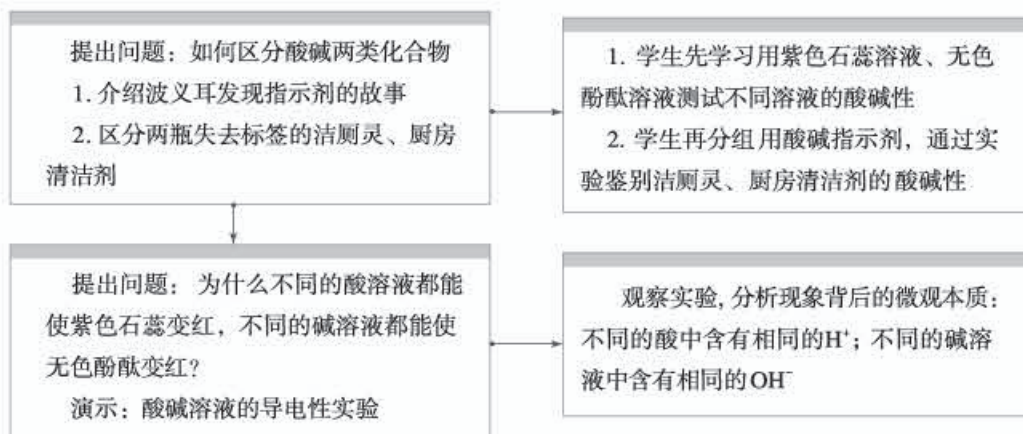 提出问题：如何区分酸碱两类化合物
1. 介绍波义耳发现指示剂的故事
2. 区分两瓶失去标签的洁厕灵、厨房
清洁剂
1. 学生先学习用紫色石蕊溶液、无色
酚酞溶液测试不同溶液的酸碱性
2. 学生再分组用酸碱指示剂，通过实
验鉴别洁厕灵、厨房清洁剂的酸碱性
提出问题：为什么不同的酸溶液都能
使紫色石蕊变红，不同的碱溶液都能使
无色酚酞变红？
演示：酸碱溶液的导电性实验
观察实验，分析现象背后的微观本质：
不同的酸中含有相同的H⁺；不同的碱溶
液中含有相同的OH⁻